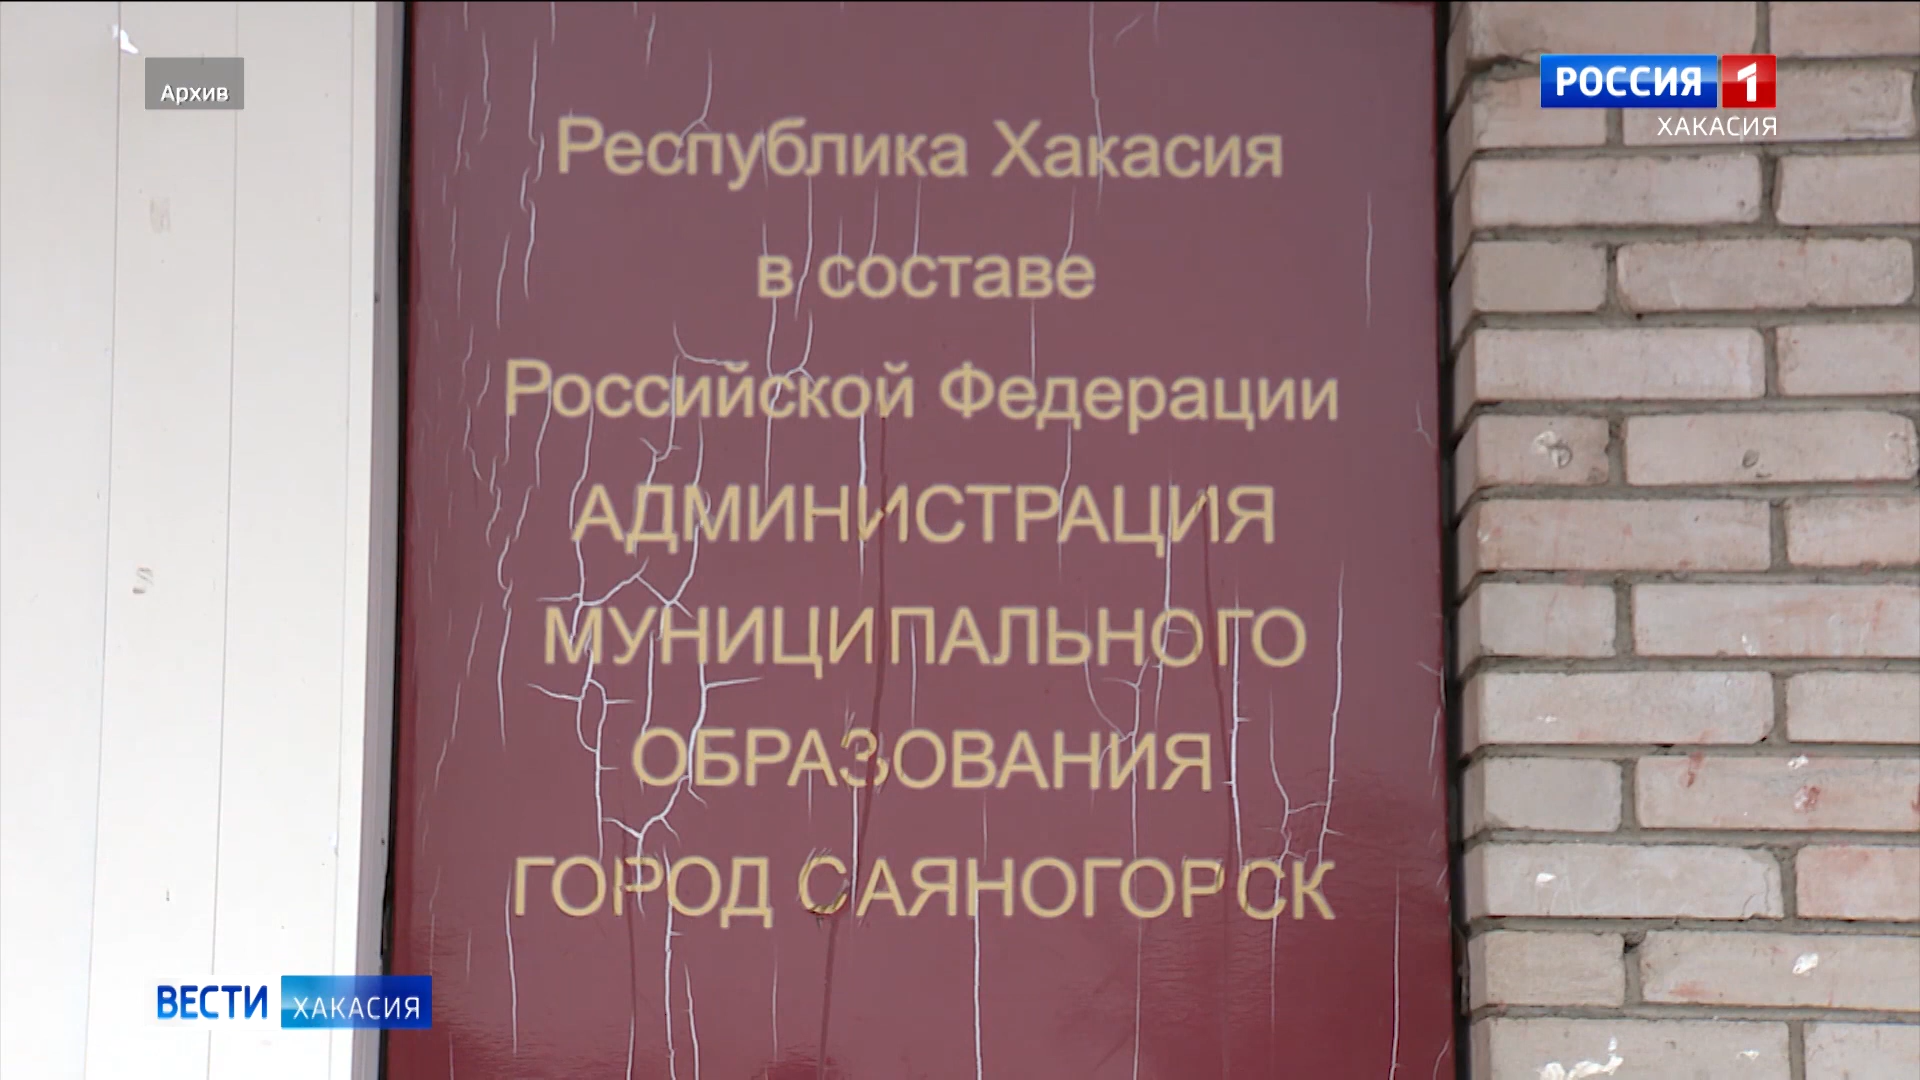 Архив
РОССИЯ 1
ХАКАСИЯ
Республика Хакасия
в составе
Российской Федерации
АДМИНИСТРАЦИЯ
МУНИЦИПАЛЬНОГО
ОБРАЗОВАНИЯ
ГОРОД САЯНОГОРСК
ВЕСТИ ХАКАСИЯ